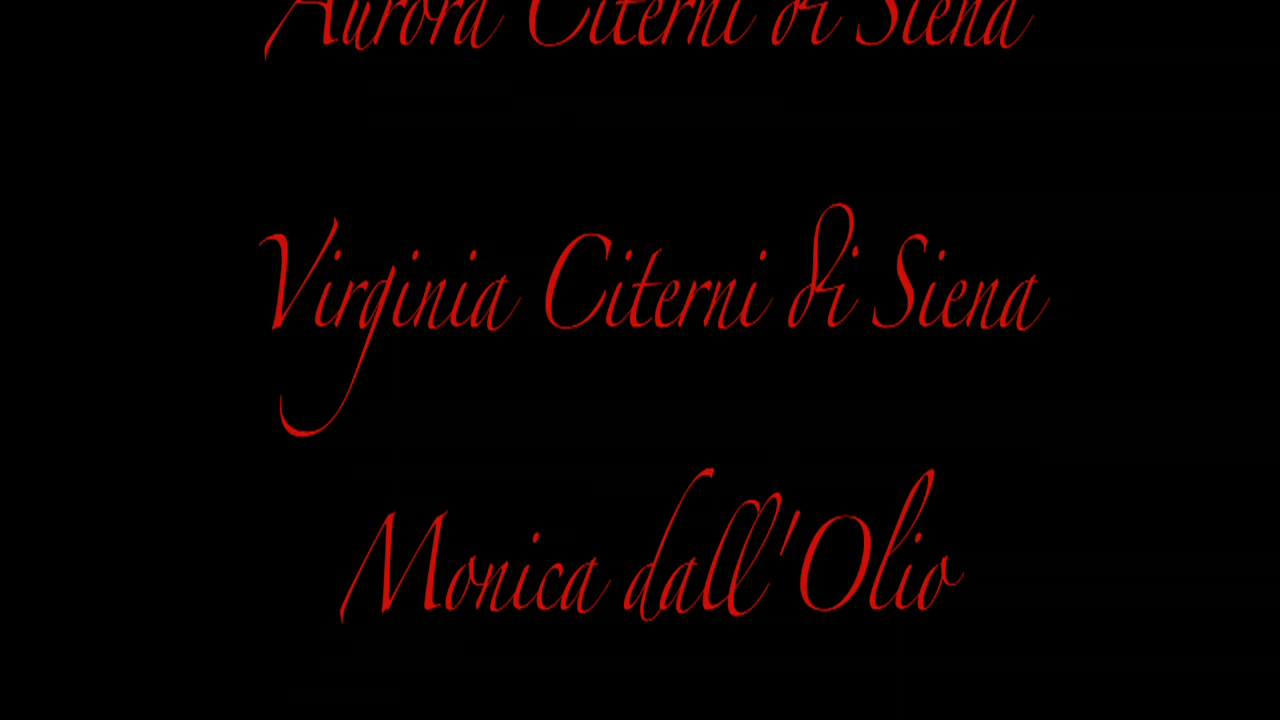 Aurora Citerni di Siena
Virginia Citerni di Siena
Monica dall'Olio